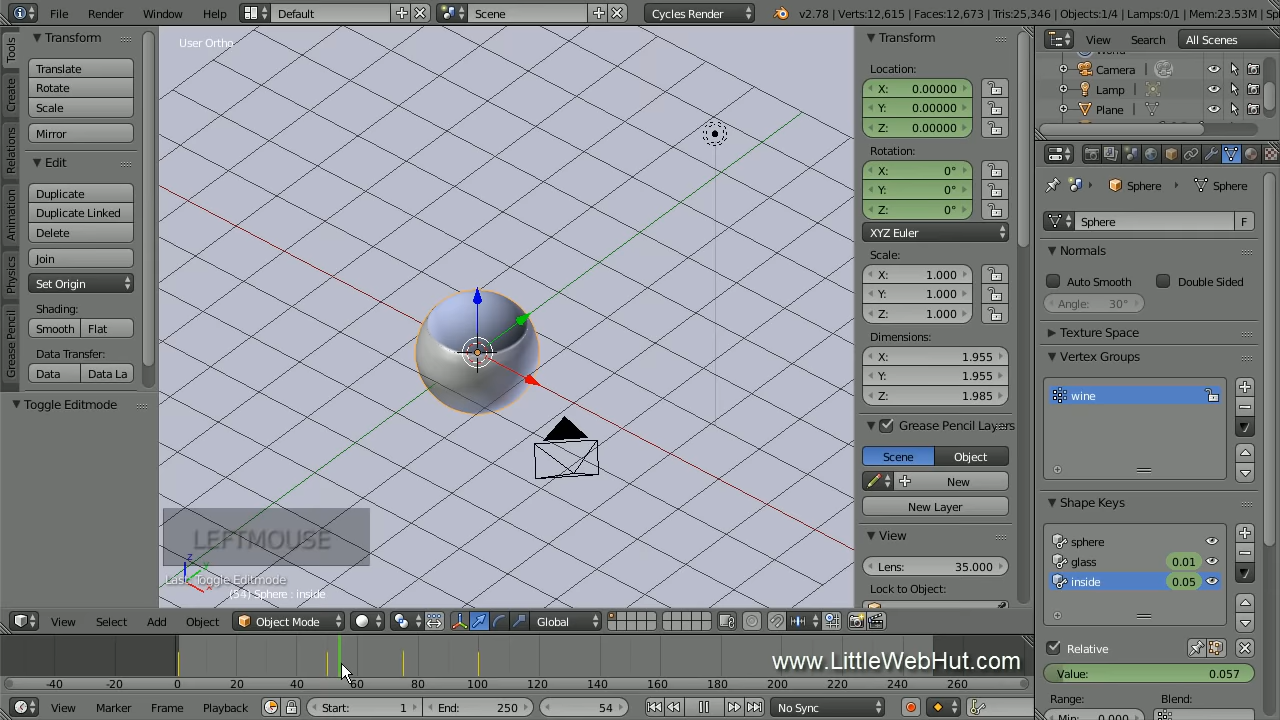 File Render Window Help Default Scene Cycles Render v2.78 | Verts:12,615 | Faces:12,673 | Tris:25,346 | Objects:1/4 | Lamps:0/1 | Mem:23.53M
Tools
Create
Relations
Animation
Physics
Grease Pencil
Transform
Translate
Rotate
Scale
Mirror
Edit
Duplicate
Duplicate Linked
Delete
Join
Set Origin
Shading:
Smooth Flat
Data Transfer:
Data Data La
Toggle Editmode
User Ortho
LEFTMOUSE
Last: Toggle Editmode
(54) Sphere : inside
Transform
Location:
X: 0.00000
Y: 0.00000
Z: 0.00000
Rotation:
X: 0°
Y: 0°
Z: 0°
XYZ Euler
Scale:
X: 1.000
Y: 1.000
Z: 1.000
Dimensions:
X: 1.955
Y: 1.955
Z: 1.985
Grease Pencil Layers
Scene Object
New
New Layer
View
Lens: 35.000
Lock to Object:
View Search All Scenes
Camera
Lamp
Plane
Sphere Sphere
Sphere F
Normals
Auto Smooth Double Sided
Angle: 30°
Texture Space
Vertex Groups
wine
Shape Keys
sphere
glass 0.01
inside 0.05
Relative
Value: 0.057
Range: Blend:
Min: 0.000
View Select Add Object Object Mode Global
www.LittleWebHut.com
-40 -20 0 20 40 60 80 100 120 140 160 180 200 220 240 260
View Marker Frame Playback Start: 1 End: 250 54 No Sync